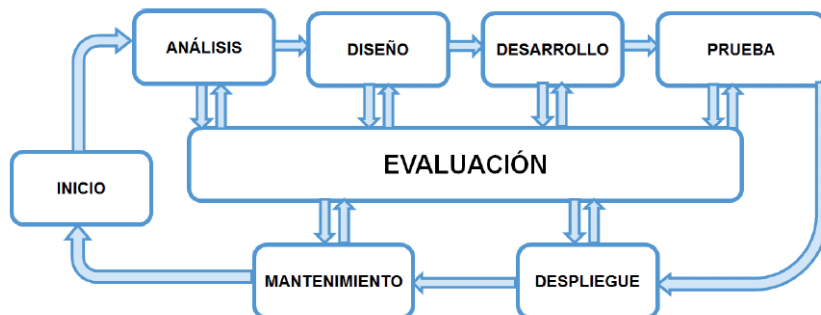 ANÁLISIS
DISEÑO
DESARROLLO
PRUEBA
EVALUACIÓN
INICIO
MANTENIMIENTO
DESPLIEGUE